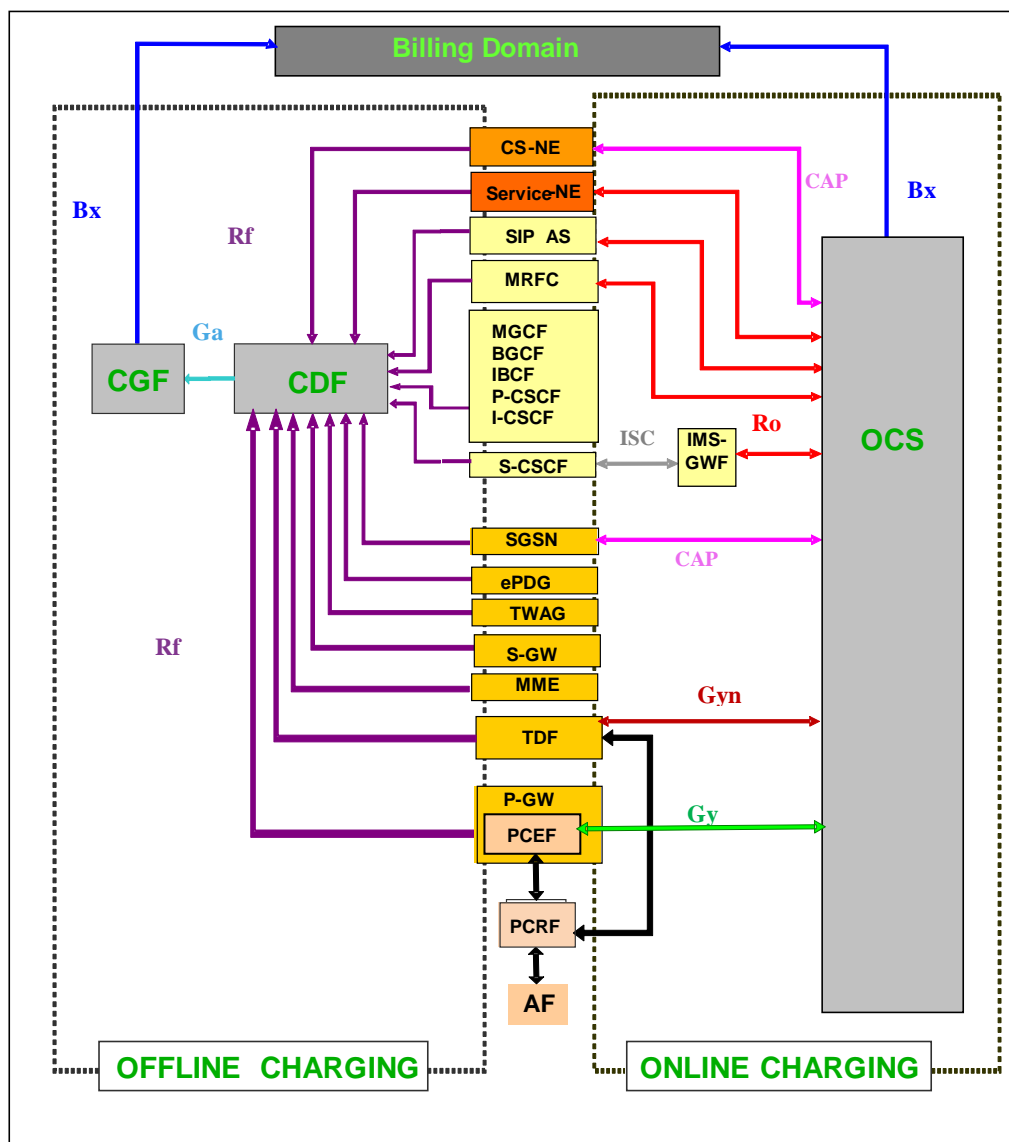 Billing Domain
CS-NE
Service-NE
SIP AS
MRFC
MGCF
BGCF
IBCF
P-CSCF
I-CSCF
S-CSCF
CAP
Bx
Bx
Rf
Ga
CGF
CDF
OCS
ISC
IMS-
GWF
Ro
SGSN
CAP
ePDG
TWAG
Rf
S-GW
MME
Gyn
TDF
P-GW
PCEF
Gy
PCRF
AF
OFFLINE CHARGING
ONLINE CHARGING